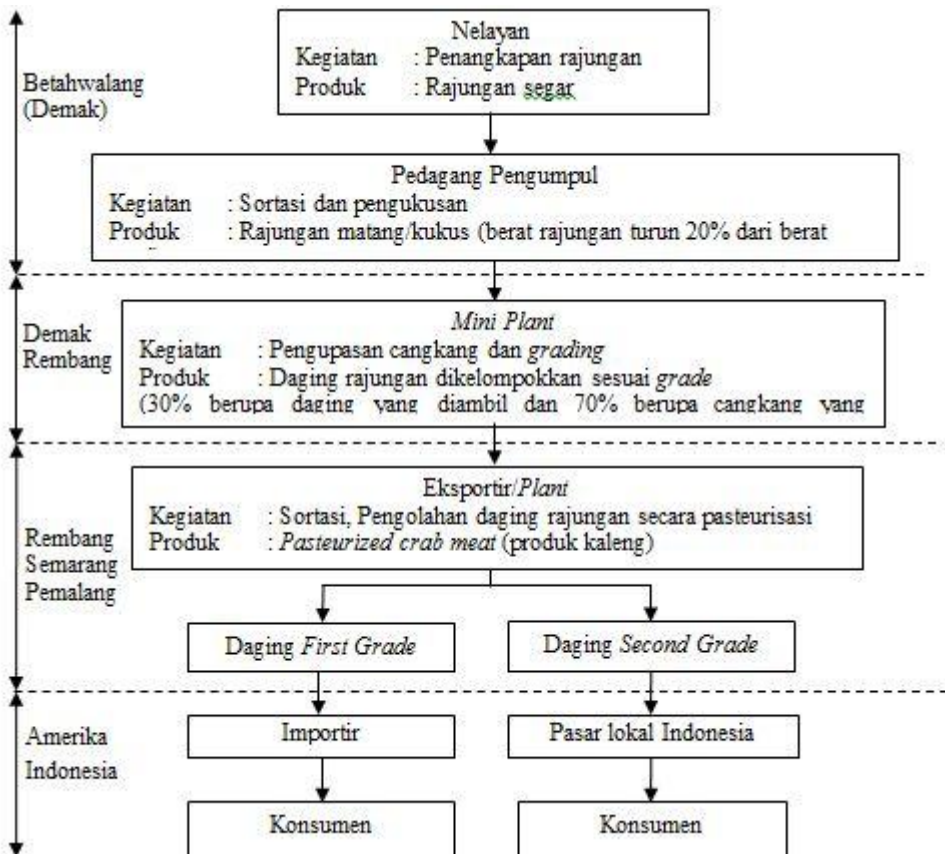 Nelayan
Kegiatan : Penangkapan rajungan
Produk : Rajungan segar
Betahwalang
(Demak)
Pedagang Pengumpul
Kegiatan : Sortasi dan pengukusan
Produk : Rajungan matang/kukus (berat rajungan turun 20% dari berat
Demak
Rembang
Mini Plant
Kegiatan : Pengupasan cangkang dan grading
Produk : Daging rajungan dikelompokkan sesuai grade
(30% berupa daging yang diambil dan 70% berupa cangkang yang
Rembang
Semarang
Pemalang
Eksportir/Plant
Kegiatan : Sortasi, Pengolahan daging rajungan secara pasteurisasi
Produk : Pasteurized crab meat (produk kaleng)
Daging First Grade
Daging Second Grade
Amerika
Indonesia
Importir
Pasar lokal Indonesia
Konsumen
Konsumen